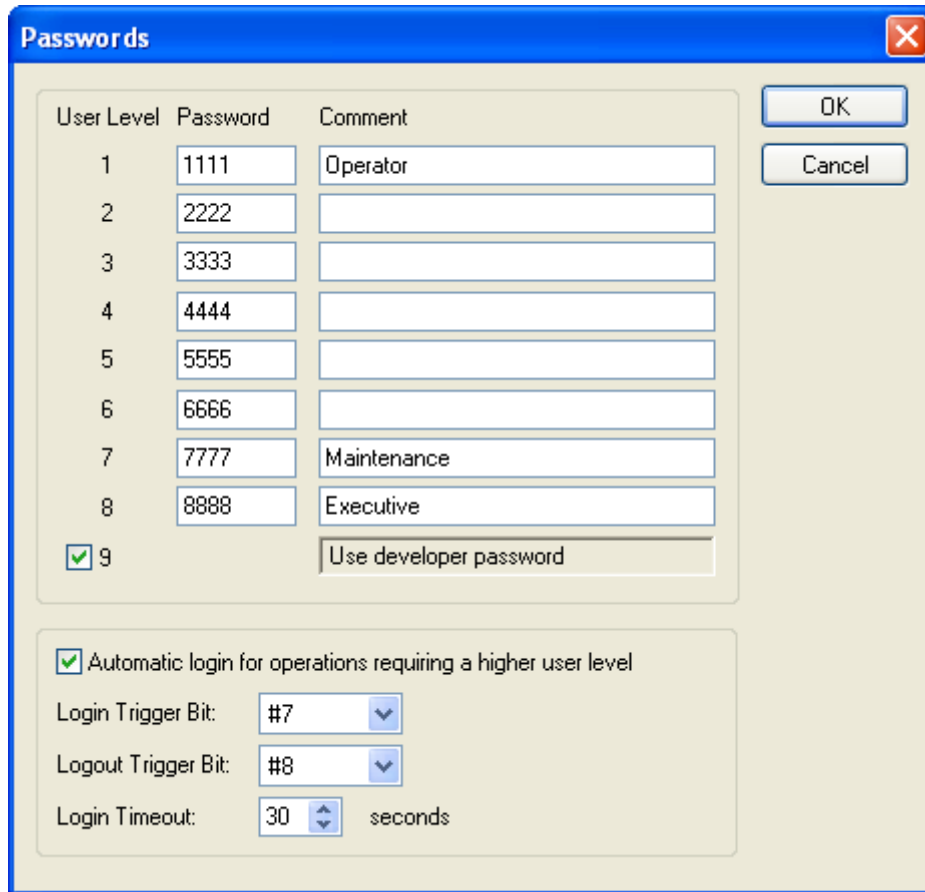 Passwords
User Level Password Comment
1 1111 Operator
2 2222
3 3333
4 4444
5 5555
6 6666
7 7777 Maintenance
8 8888 Executive
9 Use developer password
OK
Cancel
Automatic login for operations requiring a higher user level
Login Trigger Bit: #7
Logout Trigger Bit: #8
Login Timeout: 30 seconds